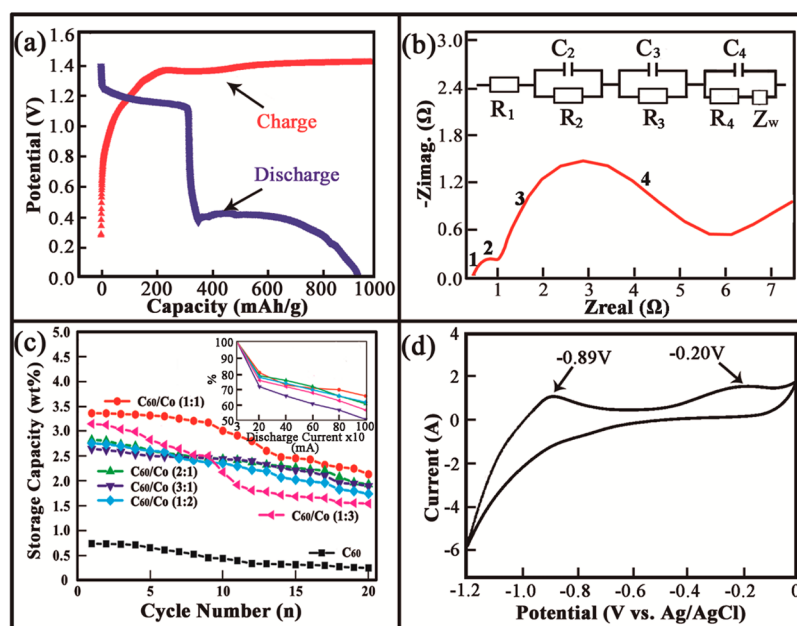 (a)
1.6
1.4
1.2
0.8
0.4
0.0
Potential (V)
Charge
Discharge
0
200
400
600
800
1000
Capacity (mAh/g)
(b)
3.0
2.4
1.8
1.2
0.6
0.0
-Zimag. (Ω)
C2
C3
C4
R1
R2
R3
R4
Zw
1
2
3
4
0
1
2
3
4
5
6
7
Zreal (Ω)
(c)
5.0
4.5
4.0
3.5
3.0
2.5
2.0
1.5
1.0
0.5
0
Storage Capacity (wt%)
C60/Co (1:1)
C60/Co (2:1)
C60/Co (3:1)
C60/Co (1:2)
C60/Co (1:3)
C60
100
90
80
70
60
50
%
5
20
40
60
80
100
Discharge Current x10
(mA)
0
5
10
15
20
Cycle Number (n)
(d)
4
2
0
-2
-4
-6
Current (A)
-0.89V
-0.20V
-1.2
-1.0
-0.8
-0.6
-0.4
-0.2
0
Potential (V vs. Ag/AgCl)